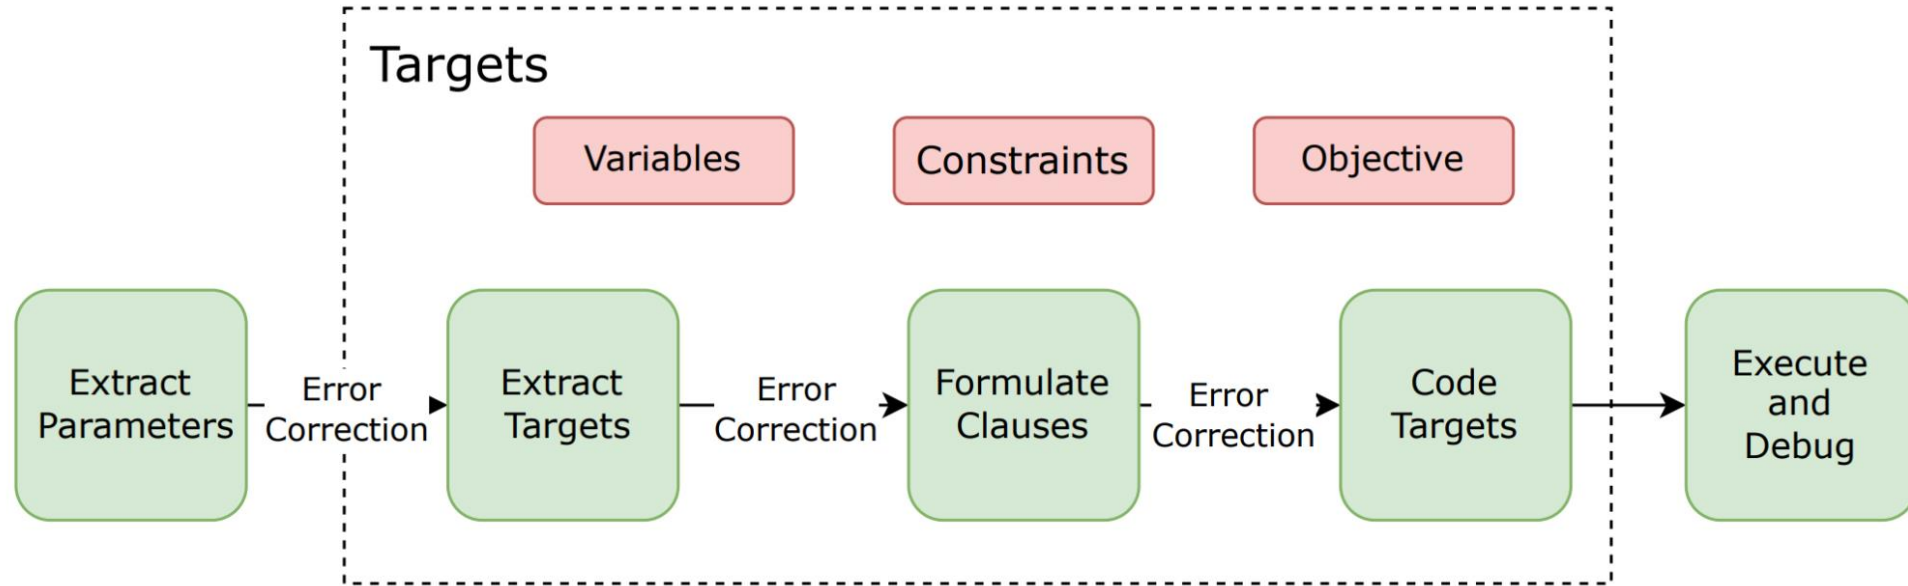 Targets
Variables
Constraints
Objective
Extract
Parameters
Error
Correction
Extract
Targets
Error
Correction
Formulate
Clauses
Error
Correction
Code
Targets
Execute
and
Debug